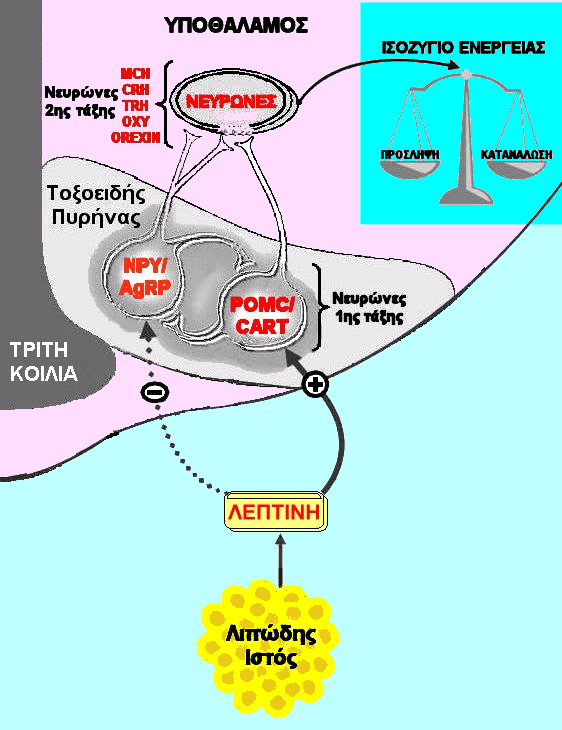 ΥΠΟΘΑΛΑΜΟΣ
ΙΣΟΖΥΓΙΟ ΕΝΕΡΓΕΙΑΣ
ΠΡΟΣΛΗΨΗ
ΚΑΤΑΝΑΛΩΣΗ
Νευρώνες
2ης τάξης
MCH
CRH
TRH
OXY
OREXIN
ΝΕΥΡΩΝΕΣ
Τοξοειδής
Πυρήνας
NPY/
AgRP
POMC/
CART
Νευρώνες
1ης τάξης
ΤΡΙΤΗ
ΚΟΙΛΙΑ
−
+
ΛΕΠΤΙΝΗ
Λιπώδης
Ιστός